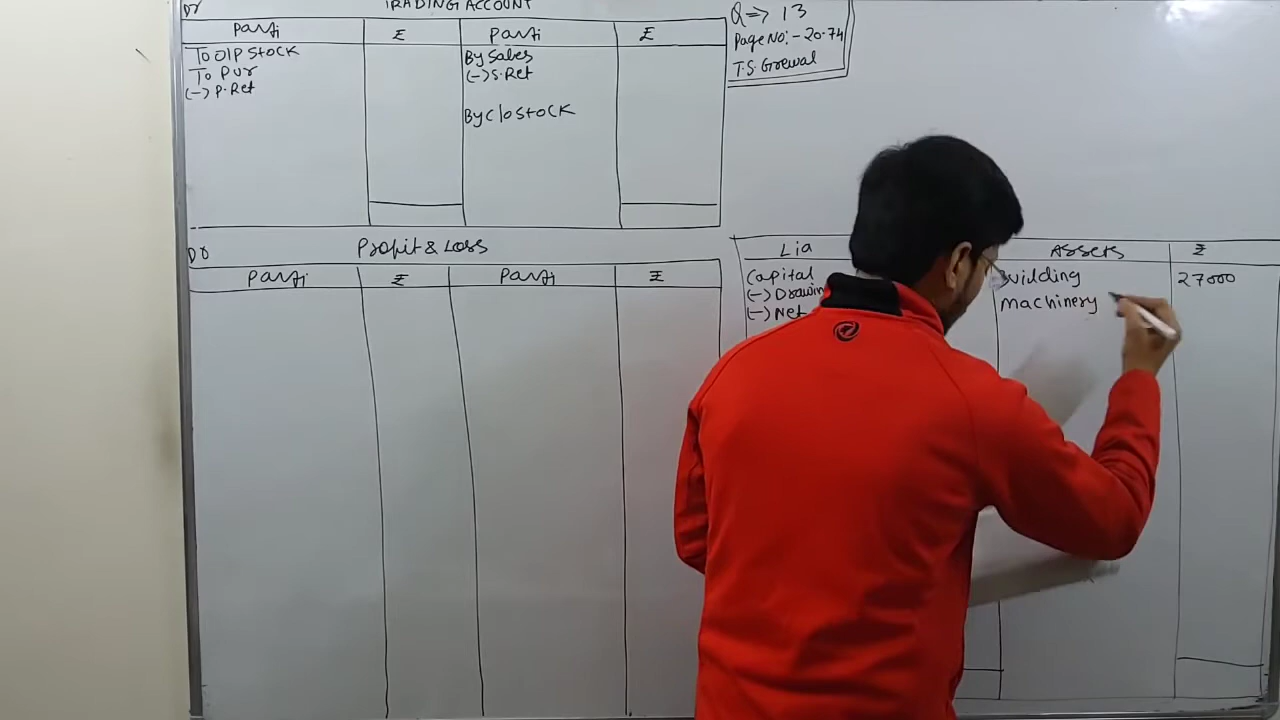 Dr TRADING ACCOUNT
Parti ₹ Parti ₹
To O/P STOCK
To Pur
(-) P.Ret
By Sales
(-) S.Ret
By Clo STOCK
Q => 13
Page No:- 20.74
T.S. Grewal
Dr Profit & Loss
Parti ₹ Parti ₹
Lia Assets ₹
Capital
(-) Drawin
(-) Net
Building 27000
Machinery